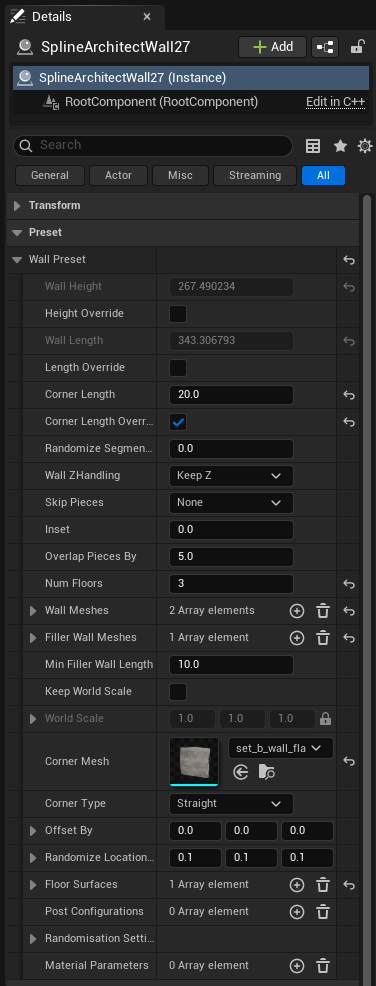 Details ×
SplineArchitectWall27 + Add
SplineArchitectWall27 (Instance)
RootComponent (RootComponent) Edit in C++
Search
General Actor Misc Streaming All
Transform
Preset
Wall Preset
Wall Height 267.490234
Height Override
Wall Length 343.306793
Length Override
Corner Length 20.0
Corner Length Overr...
Randomize Segmen... 0.0
Wall ZHandling Keep Z
Skip Pieces None
Inset 0.0
Overlap Pieces By 5.0
Num Floors 3
Wall Meshes 2 Array elements
Filler Wall Meshes 1 Array element
Min Filler Wall Length 10.0
Keep World Scale
World Scale 1.0 1.0 1.0
Corner Mesh set_b_wall_fla
Corner Type Straight
Offset By 0.0 0.0 0.0
Randomize Location... 0.1 0.1 0.1
Floor Surfaces 1 Array element
Post Configurations 0 Array element
Randomisation Setti...
Material Parameters 0 Array element